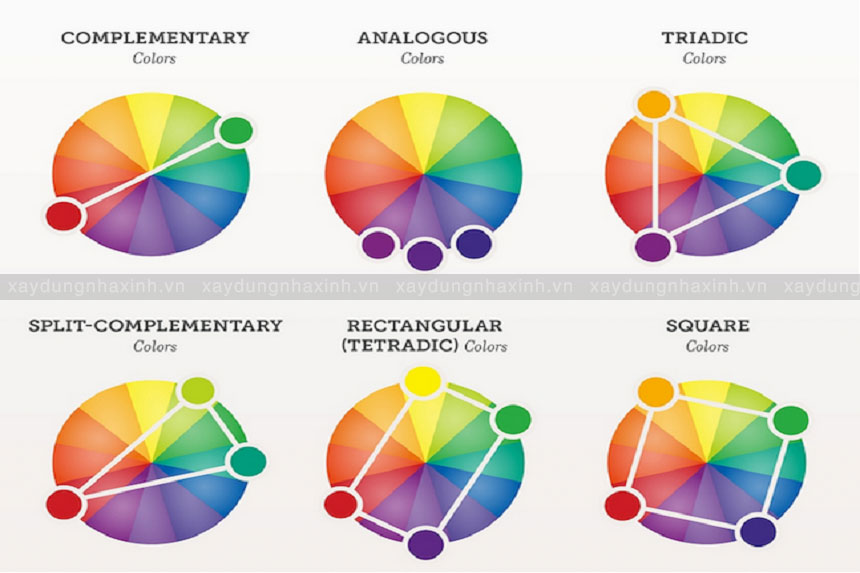 COMPLEMENTARY
Colors
ANALOGOUS
Colors
TRIADIC
Colors
xaydungnhaxinh.vn xaydungnhaxinh.vn xaydungnhaxinh.vn xaydungnhaxinh.vn xaydung
SPLIT-COMPLEMENTARY
Colors
RECTANGULAR
(TETRADIC) Colors
SQUARE
Colors